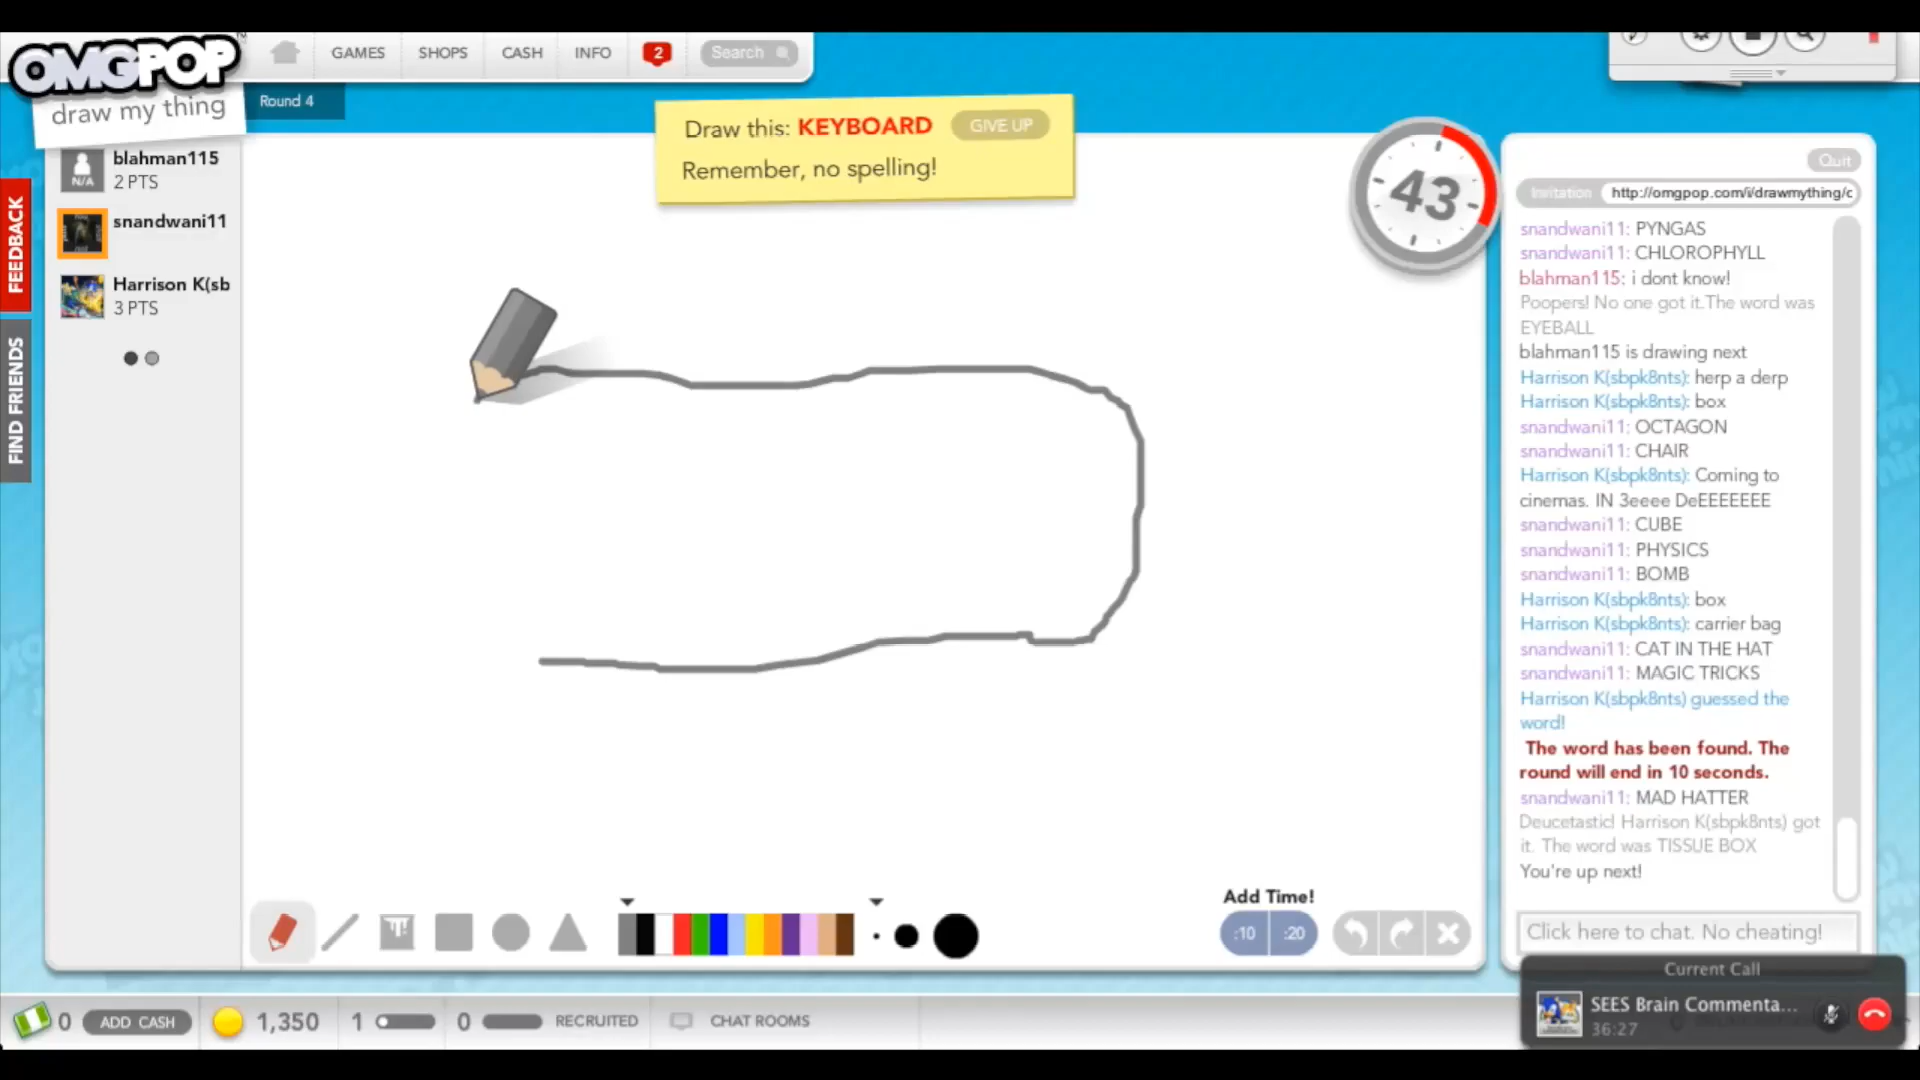 OMGPOP
draw my thing
GAMES
SHOPS
CASH
INFO
2
Search
Round 4
Draw this: KEYBOARD
GIVE UP
Remember, no spelling!
43
FEEDBACK
FIND FRIENDS
N/A
blahman115
2 PTS
snandwani11
Harrison K(sb
3 PTS
Quit
Invitation http://omgpop.com/i/drawmything/c
snandwani11: PYNGAS
snandwani11: CHLOROPHYLL
blahman115: i dont know!
Poopers! No one got it.The word was
EYEBALL
blahman115 is drawing next
Harrison K(sbpk8nts): herp a derp
Harrison K(sbpk8nts): box
snandwani11: OCTAGON
snandwani11: CHAIR
Harrison K(sbpk8nts): Coming to
cinemas. IN 3eeee DeEEEEEEE
snandwani11: CUBE
snandwani11: PHYSICS
snandwani11: BOMB
Harrison K(sbpk8nts): box
Harrison K(sbpk8nts): carrier bag
snandwani11: CAT IN THE HAT
snandwani11: MAGIC TRICKS
Harrison K(sbpk8nts) guessed the
word!
The word has been found. The
round will end in 10 seconds.
snandwani11: MAD HATTER
Deucetastic! Harrison K(sbpk8nts) got
it. The word was TISSUE BOX
You're up next!
Click here to chat. No cheating!
Add Time!
:10
:20
0
ADD CASH
1,350
1
0
RECRUITED
CHAT ROOMS
Current Call
SEES Brain Commenta...
36:27